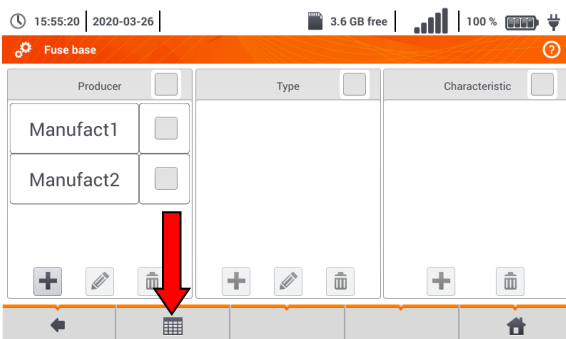 15:55:20 2020-03-26 3.6 GB free 100 %
Fuse base ?
Producer Type Characteristic
Manufact1
Manufact2